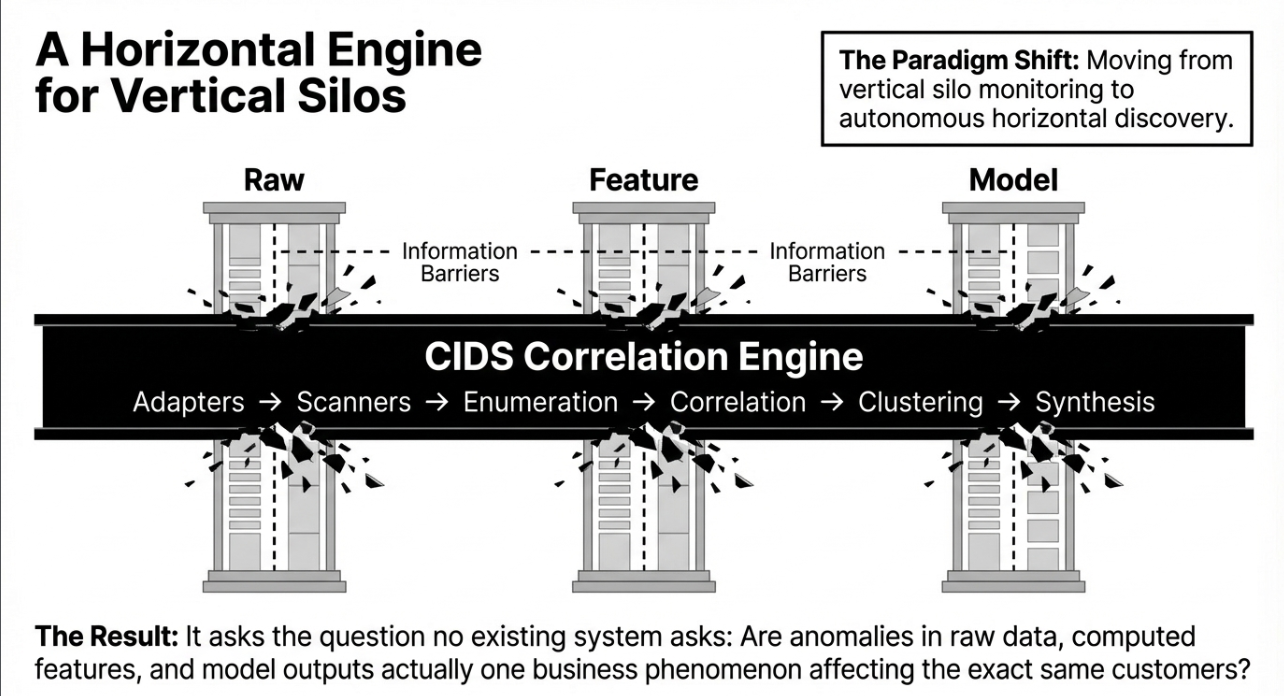 A Horizontal Engine
for Vertical Silos
The Paradigm Shift: Moving from
vertical silo monitoring to
autonomous horizontal discovery.
Raw
Feature
Model
Information
Barriers
Information
Barriers
CIDS Correlation Engine
Adapters → Scanners → Enumeration → Correlation → Clustering → Synthesis
The Result: It asks the question no existing system asks: Are anomalies in raw data, computed
features, and model outputs actually one business phenomenon affecting the exact same customers?